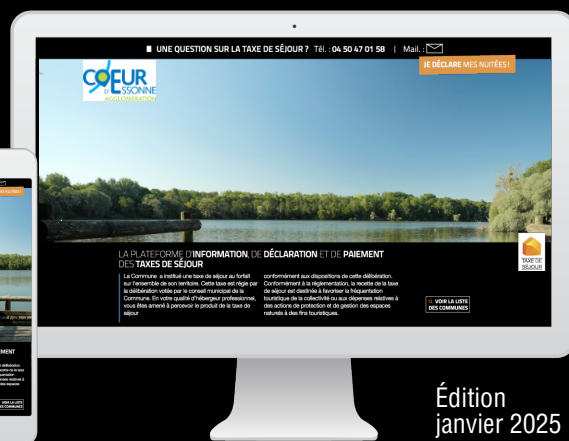 UNE QUESTION SUR LA TAXE DE SÉJOUR ? Tél. : 04 50 47 01 58 | Mail. :
JE DÉCLARE MES NUITÉES !
CŒUR
D'ESSONNE
AGGLOMÉRATION
LA PLATEFORME D'INFORMATION, DE DÉCLARATION ET DE PAIEMENT
DES TAXES DE SÉJOUR
La Commune a institué une taxe de séjour au forfait
sur l'ensemble de son territoire. Cette taxe est régie par
la délibération votée par le conseil municipal de la
Commune. En votre qualité d'hébergeur professionnel,
vous êtes amené à percevoir le produit de la taxe de
séjour
conformément aux dispositions de cette délibération.
Conformément à la réglementation, la recette de la taxe
de séjour est destinée à favoriser la fréquentation
touristique de la collectivité ou aux dépenses relatives à
des actions de protection et de gestion des espaces
naturels à des fins touristiques.
TAXE DE
SÉJOUR
VOIR LA LISTE
DES COMMUNES
MENT
VOIR LA LISTE
DES COMMUNES
Édition
janvier 2025